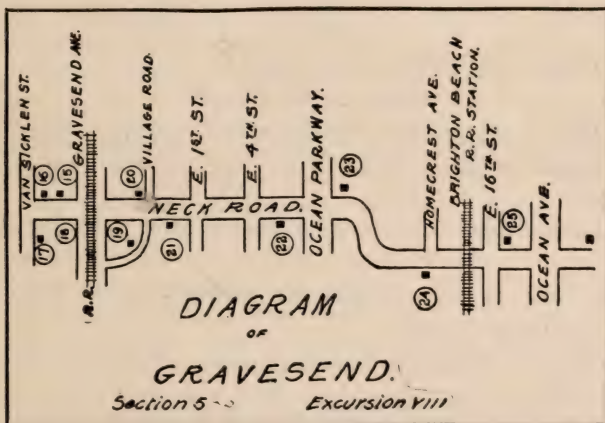 VAN SICKLEN ST.
GRAVESEND AVE.
VILLAGE ROAD.
E. 1ST ST.
E. 4TH ST.
OCEAN PARKWAY.
HOMECREST AVE.
BRIGHTON BEACH
R.R. STATION.
E. 16TH ST.
OCEAN AVE.
16
15
20
23
NECK ROAD.
17
18
19
21
22
24
25
R.R.
DIAGRAM
OF
GRAVESEND.
Section 5 Excursion VIII